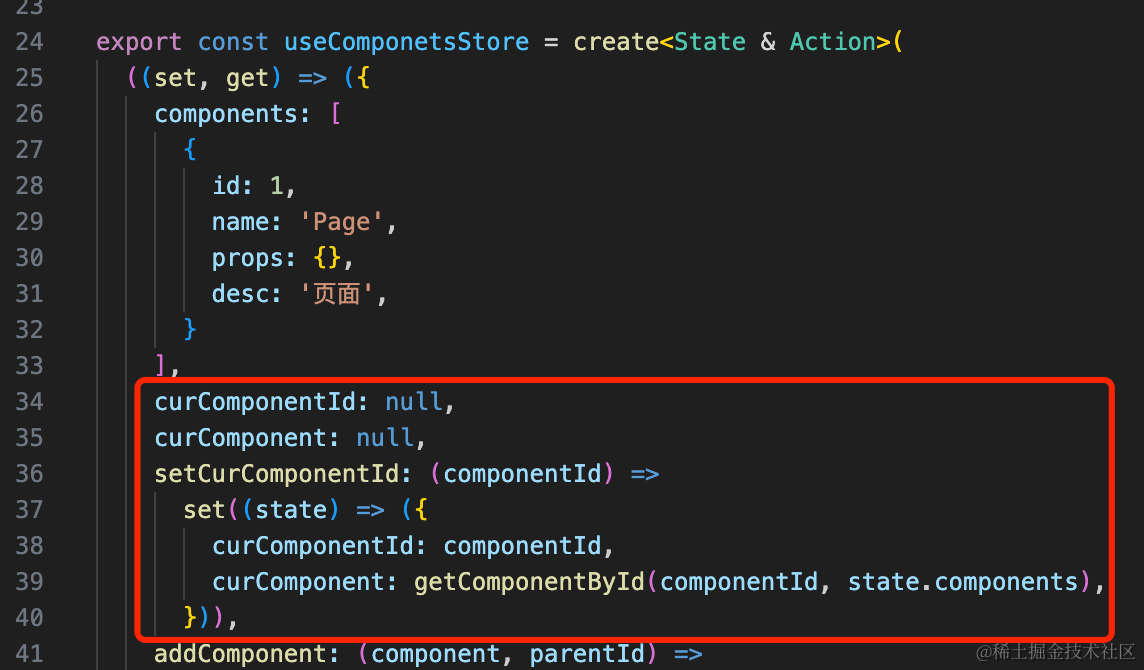 23
24 export const useComponetsStore = create<State & Action>(
25 ((set, get) => ({
26 components: [
27 {
28 id: 1,
29 name: 'Page',
30 props: {},
31 desc: '页面',
32 }
33 ],
34 curComponentId: null,
35 curComponent: null,
36 setCurComponentId: (componentId) =>
37 set((state) => ({
38 curComponentId: componentId,
39 curComponent: getComponentById(componentId, state.components),
40 })),
41 addComponent: (component, parentId) =>
@稀土掘金技术社区